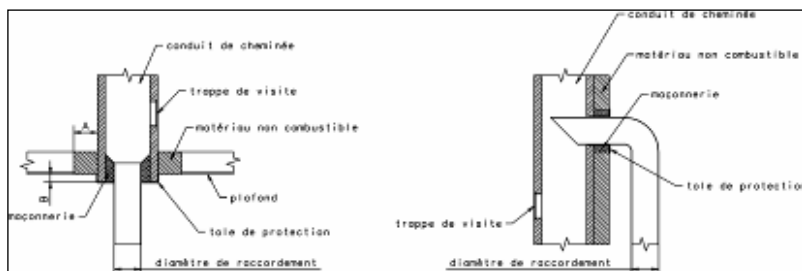 conduit de cheminée
trappe de visite
matériau non combustible
A
B
plafond
maçonnerie
tole de protection
diamètre de raccordement
conduit de cheminée
matériau non combustible
maçonnerie
tole de protection
trappe de visite
diamètre de raccordement